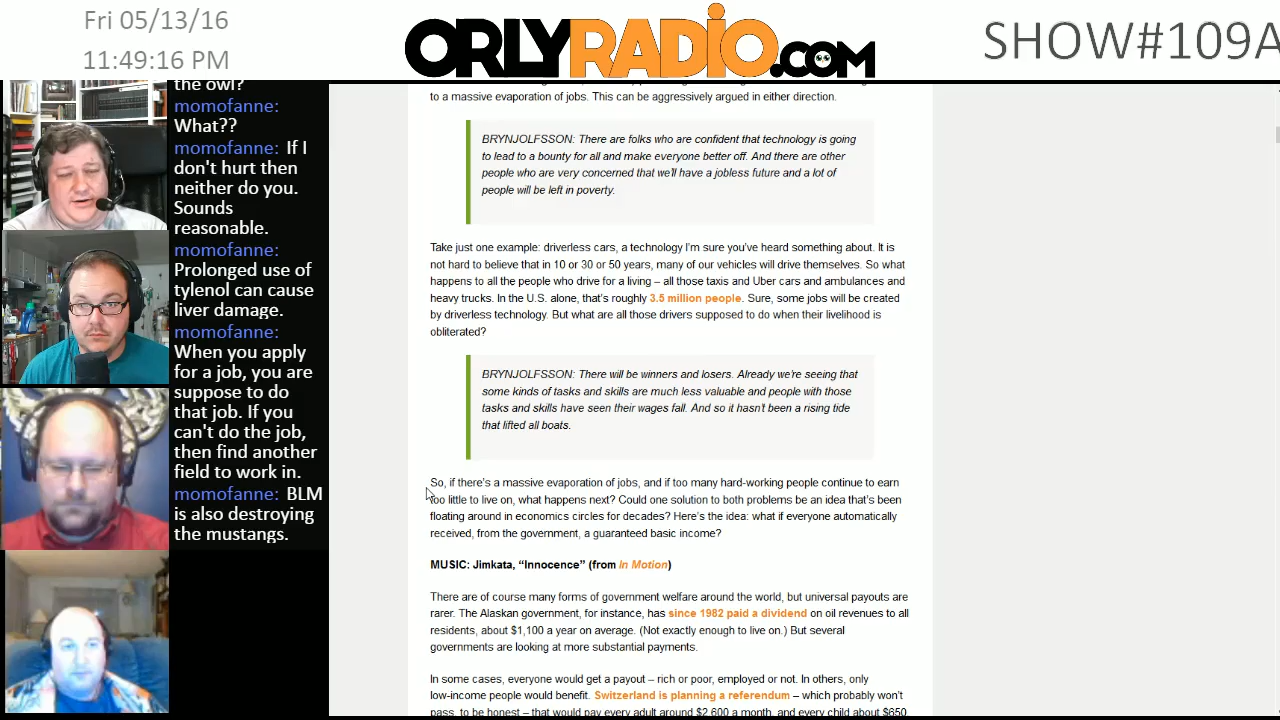 Fri 05/13/16
11:49:16 PM
ORLYRADIO.COM
SHOW#109A
the owl?
momofanne:
What??
momofanne: If I
don't hurt then
neither do you.
Sounds
reasonable.
momofanne:
Prolonged use of
tylenol can cause
liver damage.
momofanne:
When you apply
for a job, you are
suppose to do
that job. If you
can't do the job,
then find another
field to work in.
momofanne: BLM
is also destroying
the mustangs.
to a massive evaporation of jobs. This can be aggressively argued in either direction.
BRYNJOLFSSON: There are folks who are confident that technology is going
to lead to a bounty for all and make everyone better off. And there are other
people who are very concerned that we'll have a jobless future and a lot of
people will be left in poverty.
Take just one example: driverless cars, a technology I'm sure you've heard something about. It is
not hard to believe that in 10 or 30 or 50 years, many of our vehicles will drive themselves. So what
happens to all the people who drive for a living – all those taxis and Uber cars and ambulances and
heavy trucks. In the U.S. alone, that's roughly 3.5 million people. Sure, some jobs will be created
by driverless technology. But what are all those drivers supposed to do when their livelihood is
obliterated?
BRYNJOLFSSON: There will be winners and losers. Already we're seeing that
some kinds of tasks and skills are much less valuable and people with those
tasks and skills have seen their wages fall. And so it hasn't been a rising tide
that lifted all boats.
So, if there's a massive evaporation of jobs, and if too many hard-working people continue to earn
too little to live on, what happens next? Could one solution to both problems be an idea that's been
floating around in economics circles for decades? Here's the idea: what if everyone automatically
received, from the government, a guaranteed basic income?
MUSIC: Jimkata, “Innocence” (from In Motion)
There are of course many forms of government welfare around the world, but universal payouts are
rarer. The Alaskan government, for instance, has since 1982 paid a dividend on oil revenues to all
residents, about $1,100 a year on average. (Not exactly enough to live on.) But several
governments are looking at more substantial payments.
In some cases, everyone would get a payout – rich or poor, employed or not. In others, only
low-income people would benefit. Switzerland is planning a referendum – which probably won't
pass, to be honest – that would pay every adult around $2,600 a month, and every child about $650